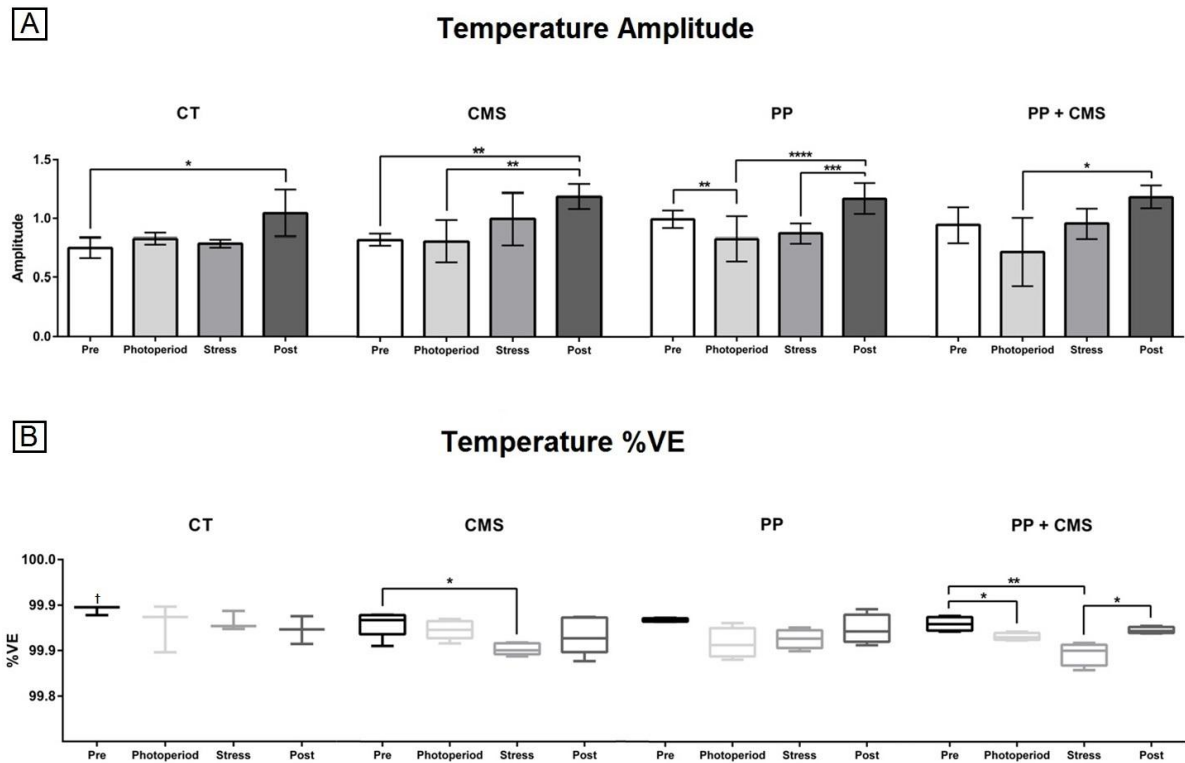 A
Temperature Amplitude
CT CMS PP PP + CMS
* ** ** ** **** *** *
1.5
1.0
0.5
0.0
Amplitude
Pre Photoperiod Stress Post Pre Photoperiod Stress Post Pre Photoperiod Stress Post Pre Photoperiod Stress Post
B
Temperature %VE
CT CMS PP PP + CMS
† * ** * *
100.0
99.9
99.9
99.8
%VE
Pre Photoperiod Stress Post Pre Photoperiod Stress Post Pre Photoperiod Stress Post Pre Photoperiod Stress Post